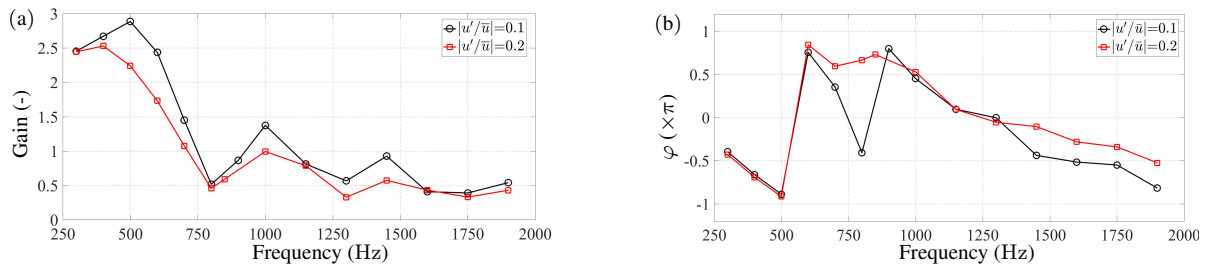 (a)
3
2.5
2
1.5
1
0.5
0
Gain (-)
|u′/u̅|=0.1
|u′/u̅|=0.2
250 500 750 1000 1250 1500 1750 2000
Frequency (Hz)
(b)
1
0.5
0
-0.5
-1
φ (×π)
|u′/u̅|=0.1
|u′/u̅|=0.2
250 500 750 1000 1250 1500 1750 2000
Frequency (Hz)